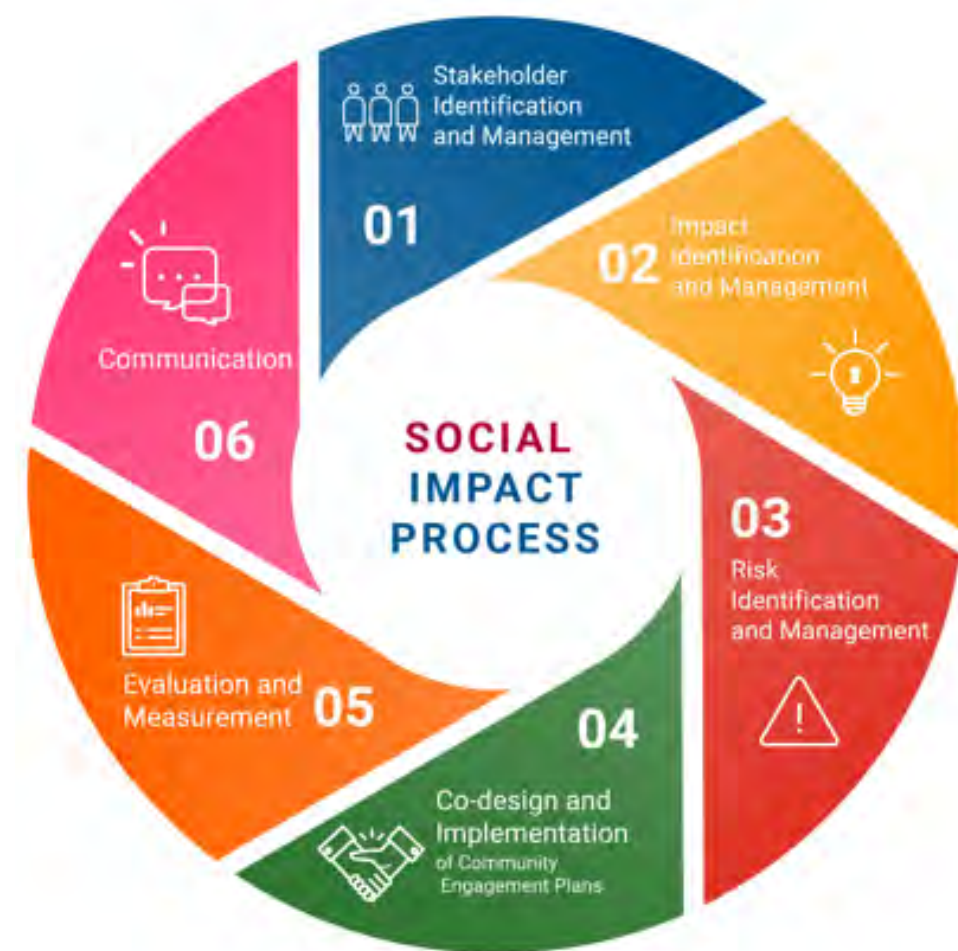 Stakeholder
Identification
and Management
01
02
Impact
Identification
and Management
03
Risk
Identification
and Management
04
Co-design and
Implementation
of Community
Engagement Plans
05
Evaluation and
Measurement
06
Communication
SOCIAL
IMPACT
PROCESS